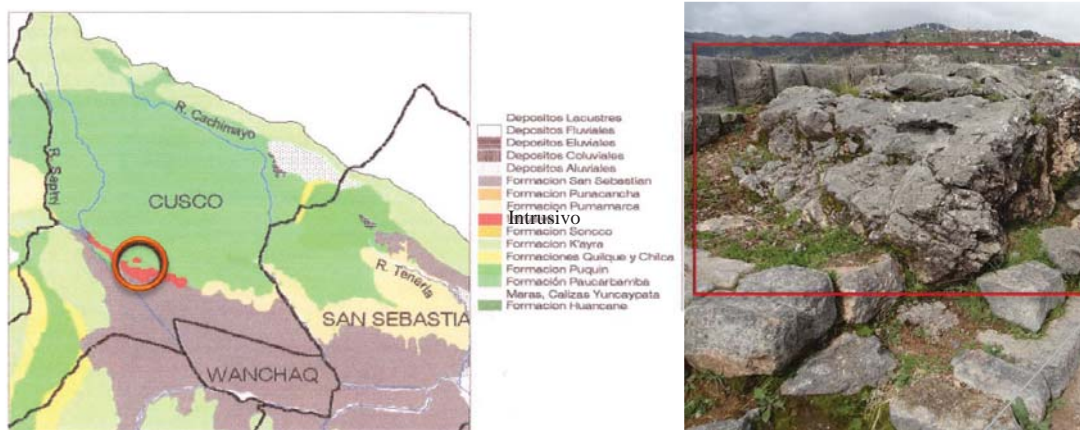 R. Cachimayo
R. Saphi
CUSCO
R. Teneria
SAN SEBASTIA
WANCHAQ
Depositos Lacustres
Depositos Fluviales
Depositos Eluviales
Depositos Coluviales
Depositos Aluviales
Formacion San Sebastian
Formacion Punacancha
Formacion Pumamarca
Intrusivo
Formacion Soncco
Formacion K'ayra
Formaciones Quilque y Chilca
Formacion Puquin
Formación Paucarbamba
Maras, Calizas Yuncaypata
Formacion Huancane